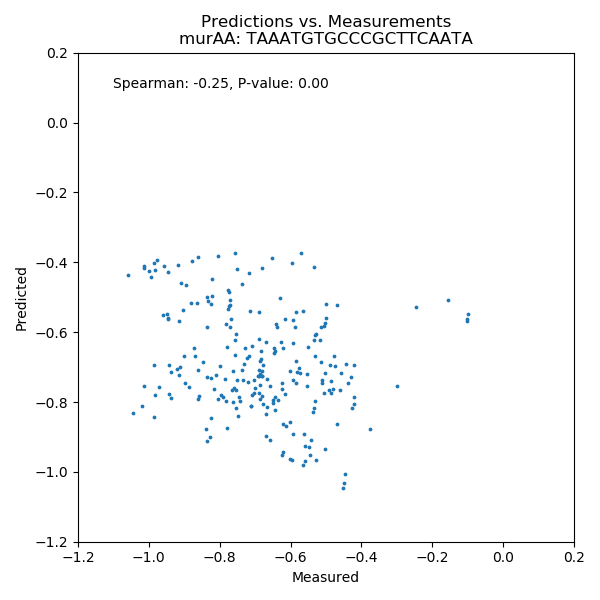 Predictions vs. Measurements
murAA: TAAATGTGCCCGCTTCAATA
Spearman: -0.25, P-value: 0.00
0.2
0.0
−0.2
−0.4
−0.6
−0.8
−1.0
−1.2
Predicted
−1.2 −1.0 −0.8 −0.6 −0.4 −0.2 0.0 0.2
Measured